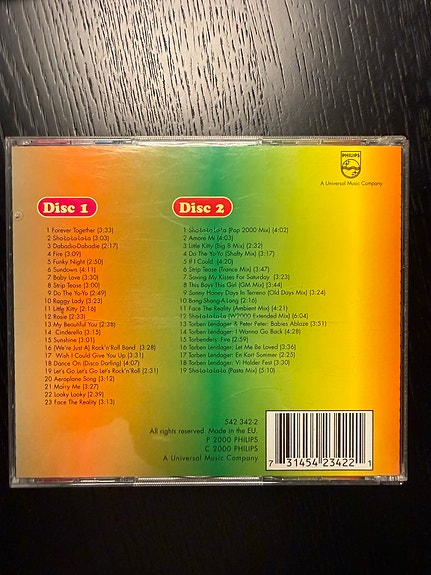 PHILIPS
A Universal Music Company
Disc 1
1 Forever Together (3:33)
2 Sha-La-La-La (3:03)
3 Dabadio-Dabadie (2:17)
4 Fire (3:09)
5 Funky Night (2:50)
6 Sundown (4:11)
7 Baby Love (3:30)
8 Strip Tease (3:00)
9 Do The Yo-Yo (2:49)
10 Raggy Lady (3:23)
11 Little Kitty (2:16)
12 Rosie (2:33)
13 My Beautiful You (2:38)
14 Cinderella (3:15)
15 Sunshine (3:01)
16 (We're Just A) Rock'n'Roll Band (3:28)
17 Wish I Could Give You Up (3:31)
18 Dance On (Disco Darling) (4:07)
19 Let's Go Let's Go Let's Rock'n'Roll (2:31)
20 Aeroplane Song (3:12)
21 Marry Me (3:27)
22 Looky Looky (2:39)
23 Face The Reality (3:13)
Disc 2
1 Sha-La-La-La (Pop 2000 Mix) (4:02)
2 Amore Mi (4:03)
3 Little Kitty (Big 8 Mix) (2:32)
4 Do The Yo-Yo (Shalty Mix) (3:17)
5 If I Could (4:20)
6 Strip Tease (Trance Mix) (3:47)
7 Saving My Kisses For Saturday (3:23)
8 This Boys This Girl (GM Mix) (3:44)
9 Sunny Honey Days In Terreno (Old Days Mix) (3:24)
10 Bang-Shang-A-Lang (2:16)
11 Face The Reality (Ambient Mix) (4:21)
12 Sha-La-La-La (W2000 Extended Mix) (6:04)
13 Torben Lendager & Peter Peter: Babies Ablaze (3:51)
14 Torben Lendager: I Wanna Go Back (4:28)
15 Torbendelys: Fire (2:59)
16 Torben Lendager: Let Me Be Loved (3:36)
17 Torben Lendager: En Kort Sommer (2:25)
18 Torben Lendager: Vi Holder Fest (3:30)
19 Sha-La-La-La (Pasta Mix) (5:10)
542 342-2
All rights reserved. Made in the EU.
P 2000 PHILIPS
C 2000 PHILIPS
A Universal Music Company
7 31454 23422 1